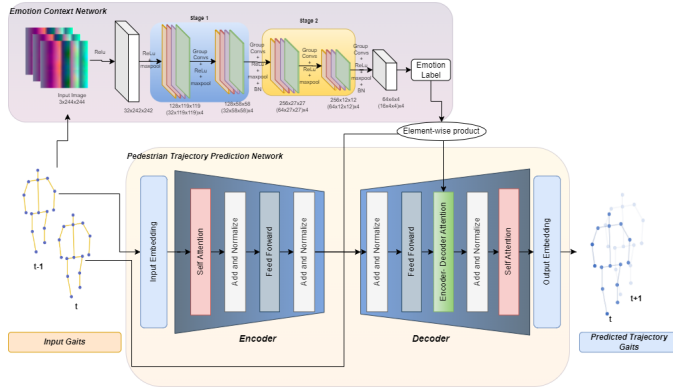 Emotion Context Network
Stage 1
Stage 2
Relu
ReLu
+
maxpool
Group
Convs
+
ReLu
+
maxpool
Group
Convs
+
ReLu
+
maxpool
+
BN
Group
Convs
+
ReLu
+
maxpool
Group
Convs
+
ReLu
+
maxpool
+
BN
Emotion
Label
Input Image
3x244x244
32x242x242
128x119x119
(32x119x119)x4
128x58x58
(32x58x58)x4
256x27x27
(64x27x27)x4
256x12x12
(64x12x12)x4
64x4x4
(16x4x4)x4
Element-wise product
Pedestrian Trajectory Prediction Network
Input Embedding
Self Attention
Add and Normalize
Feed Forward
Add and Normalize
Add and Normalize
Feed Forward
Encoder- Decoder Attention
Add and Normalize
Self Attention
Output Embedding
t-1
t
t+1
t
Encoder
Decoder
Input Gaits
Predicted Trajectory
Gaits